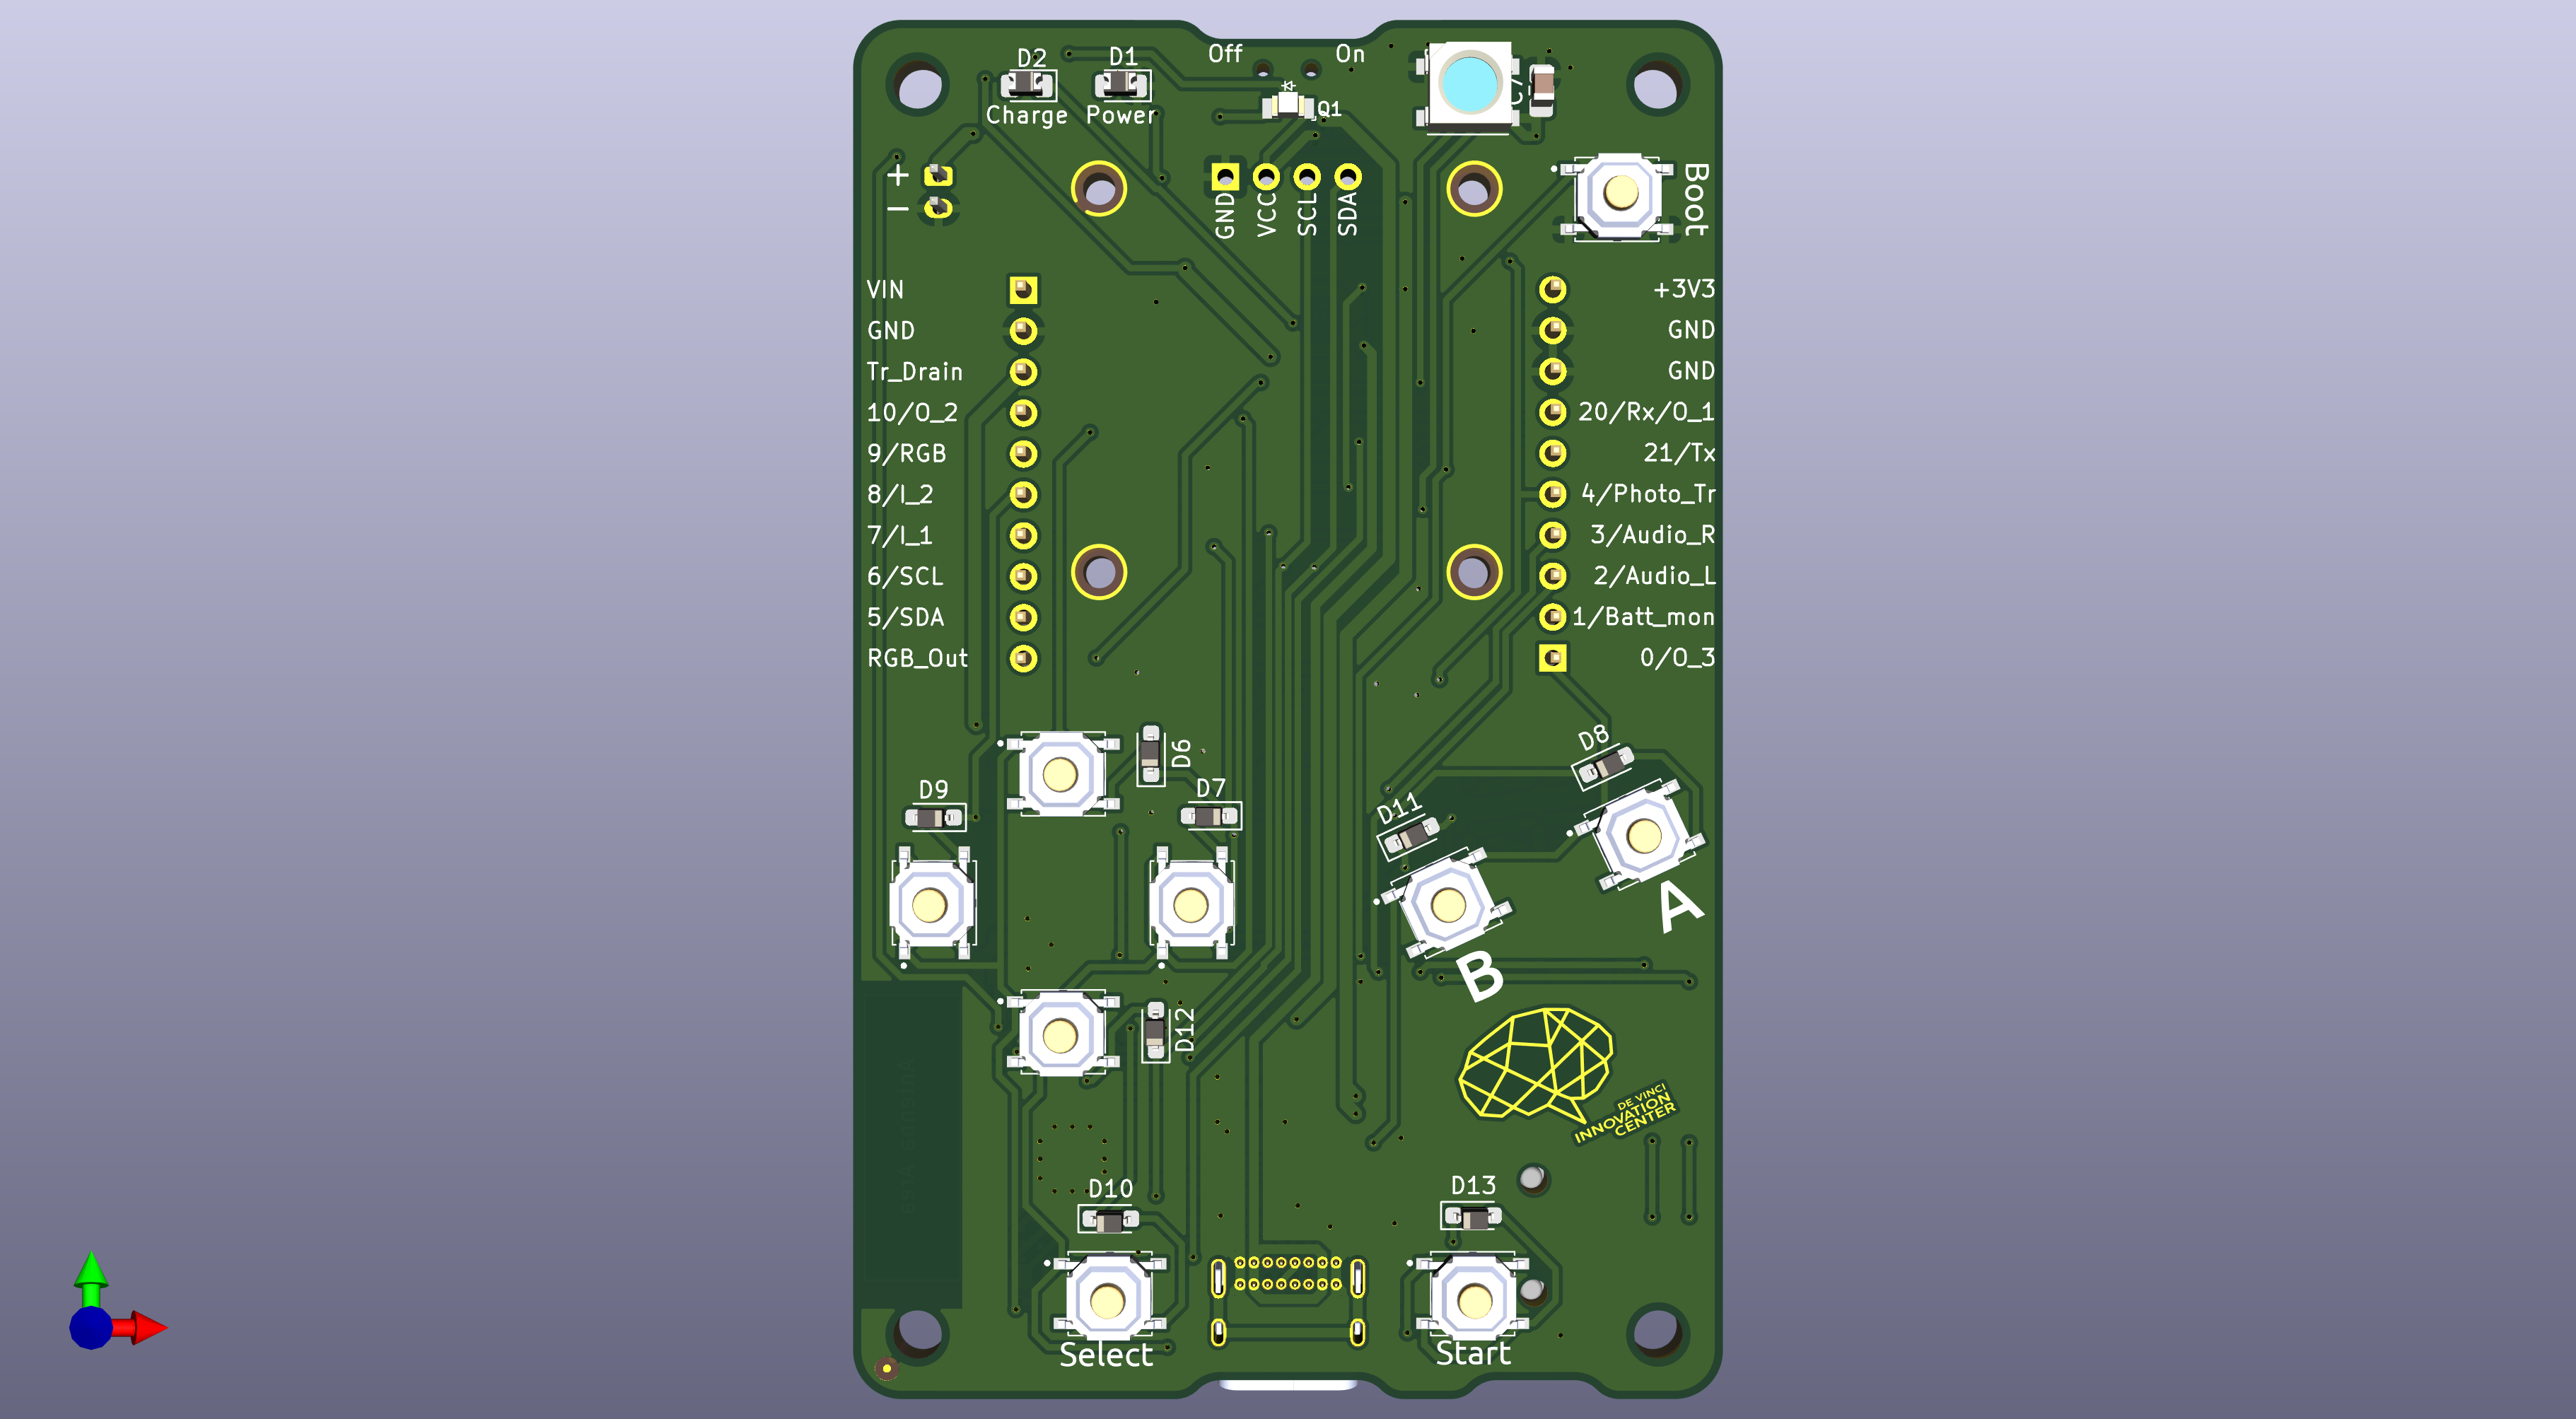 D2
D1
Off
On
Charge
Power
Q1
+
−
GND
VCC
SCL
SDA
Boot
VIN
GND
Tr_Drain
10/O_2
9/RGB
8/I_2
7/I_1
6/SCL
5/SDA
RGB_Out
+3V3
GND
GND
20/Rx/O_1
21/Tx
4/Photo_Tr
3/Audio_R
2/Audio_L
1/Batt_mon
0/O_3
D6
D7
D9
D8
D11
A
B
D12
DE VINCI
INNOVATION
CENTER
D10
D13
Select
Start